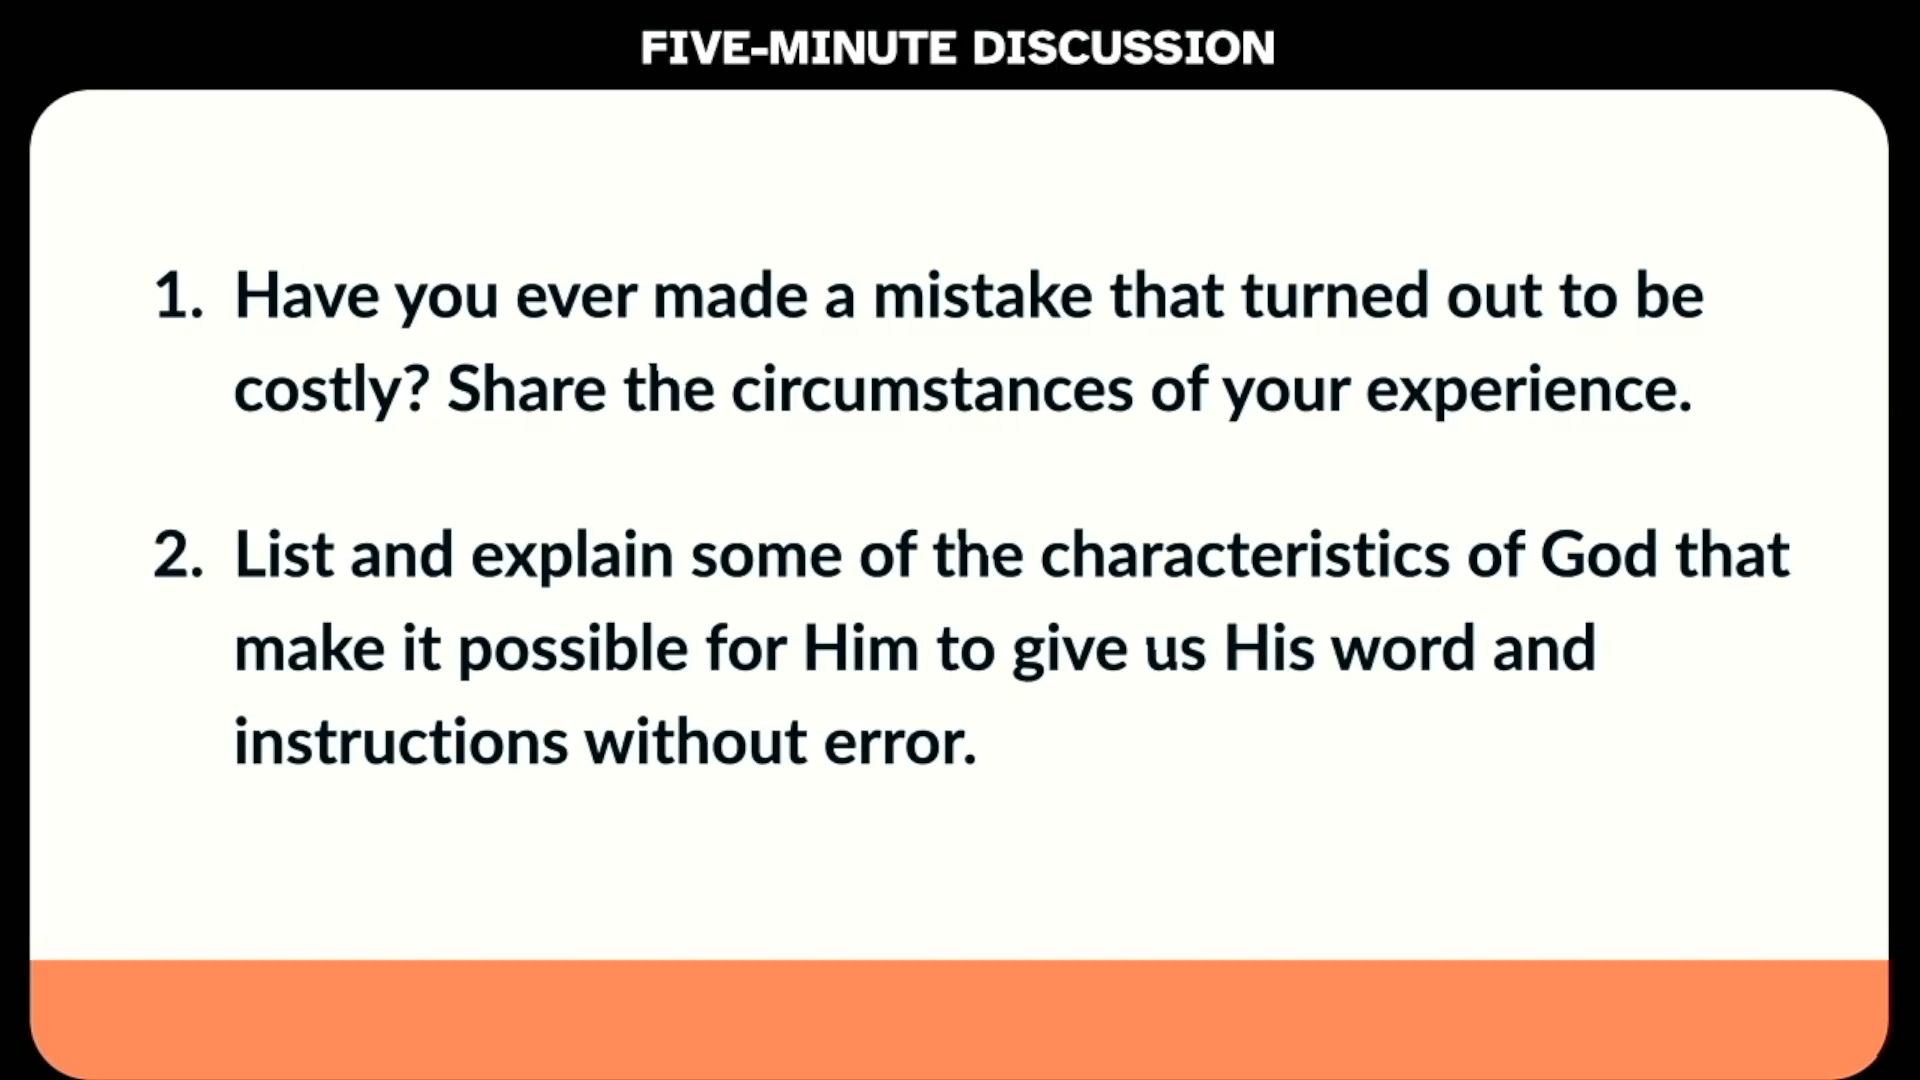 FIVE-MINUTE DISCUSSION
1. Have you ever made a mistake that turned out to be
costly? Share the circumstances of your experience.
2. List and explain some of the characteristics of God that
make it possible for Him to give us His word and
instructions without error.